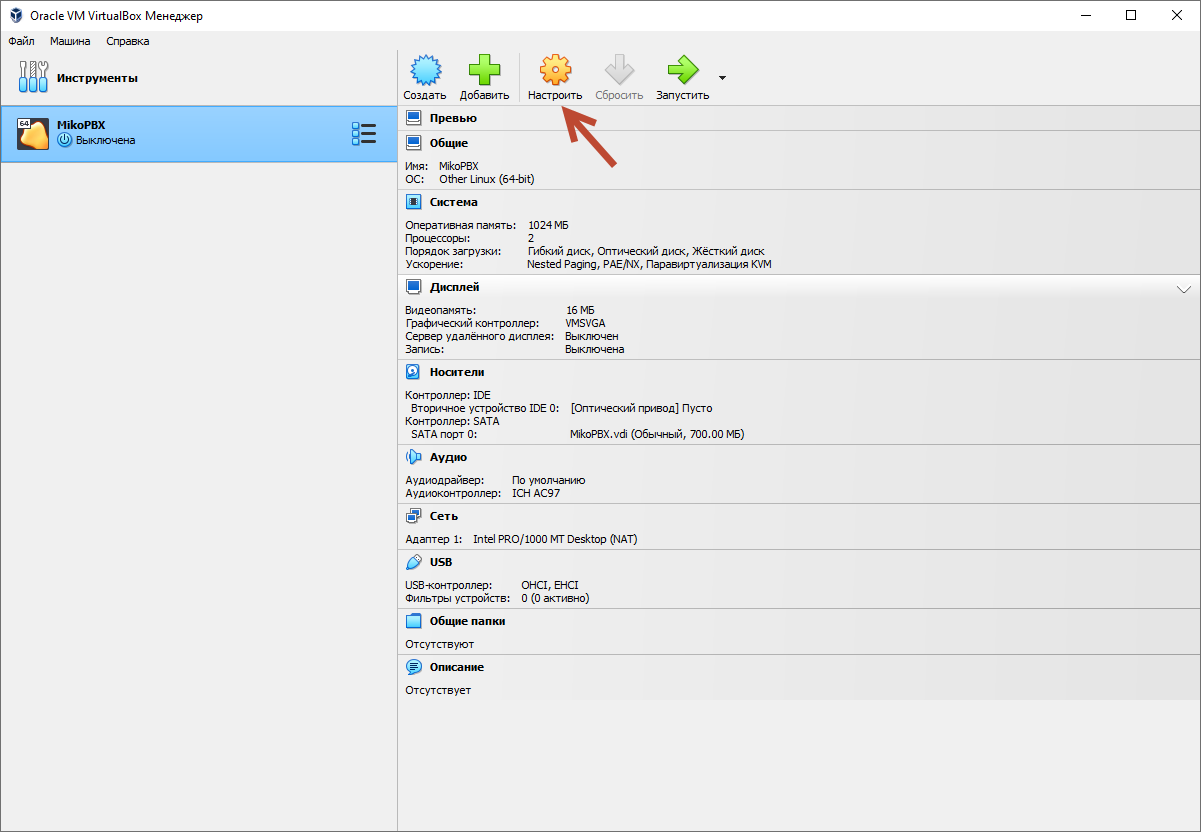 Oracle VM VirtualBox Менеджер
Файл Машина Справка
Инструменты
64
MikoPBX
Выключена
Создать Добавить Настроить Сбросить Запустить
Превью
Общие
Имя: MikoPBX
ОС: Other Linux (64-bit)
Система
Оперативная память: 1024 МБ
Процессоры: 2
Порядок загрузки: Гибкий диск, Оптический диск, Жёсткий диск
Ускорение: Nested Paging, PAE/NX, Паравиртуализация KVM
Дисплей
Видеопамять: 16 МБ
Графический контроллер: VMSVGA
Сервер удалённого дисплея: Выключен
Запись: Выключена
Носители
Контроллер: IDE
Вторичное устройство IDE 0: [Оптический привод] Пусто
Контроллер: SATA
SATA порт 0: MikoPBX.vdi (Обычный, 700.00 МБ)
Аудио
Аудиодрайвер: По умолчанию
Аудиоконтроллер: ICH AC97
Сеть
Адаптер 1: Intel PRO/1000 MT Desktop (NAT)
USB
USB-контроллер: OHCI, EHCI
Фильтры устройств: 0 (0 активно)
Общие папки
Отсутствуют
Описание
Отсутствует